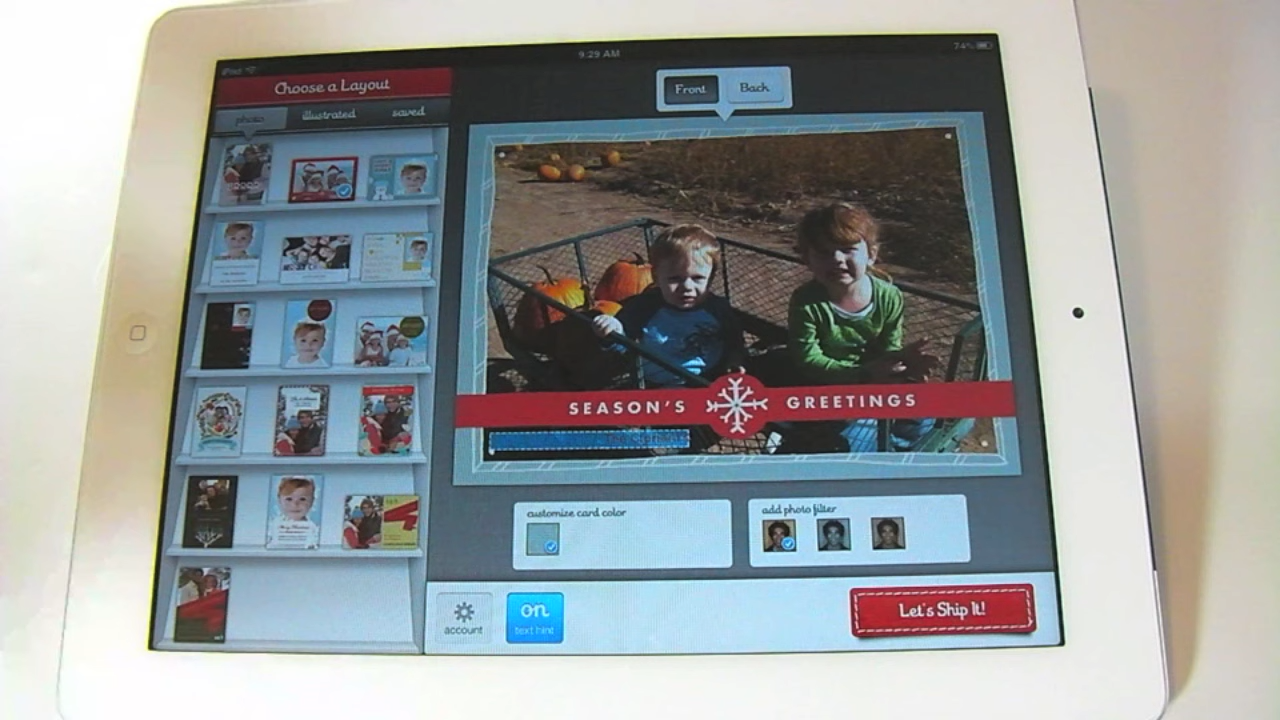 iPad
9:29 AM
74%
Choose a Layout
photo illustrated saved
Front Back
SEASON'S GREETINGS
customize card color
add photo filter
account
on
text hint
Let's Ship It!